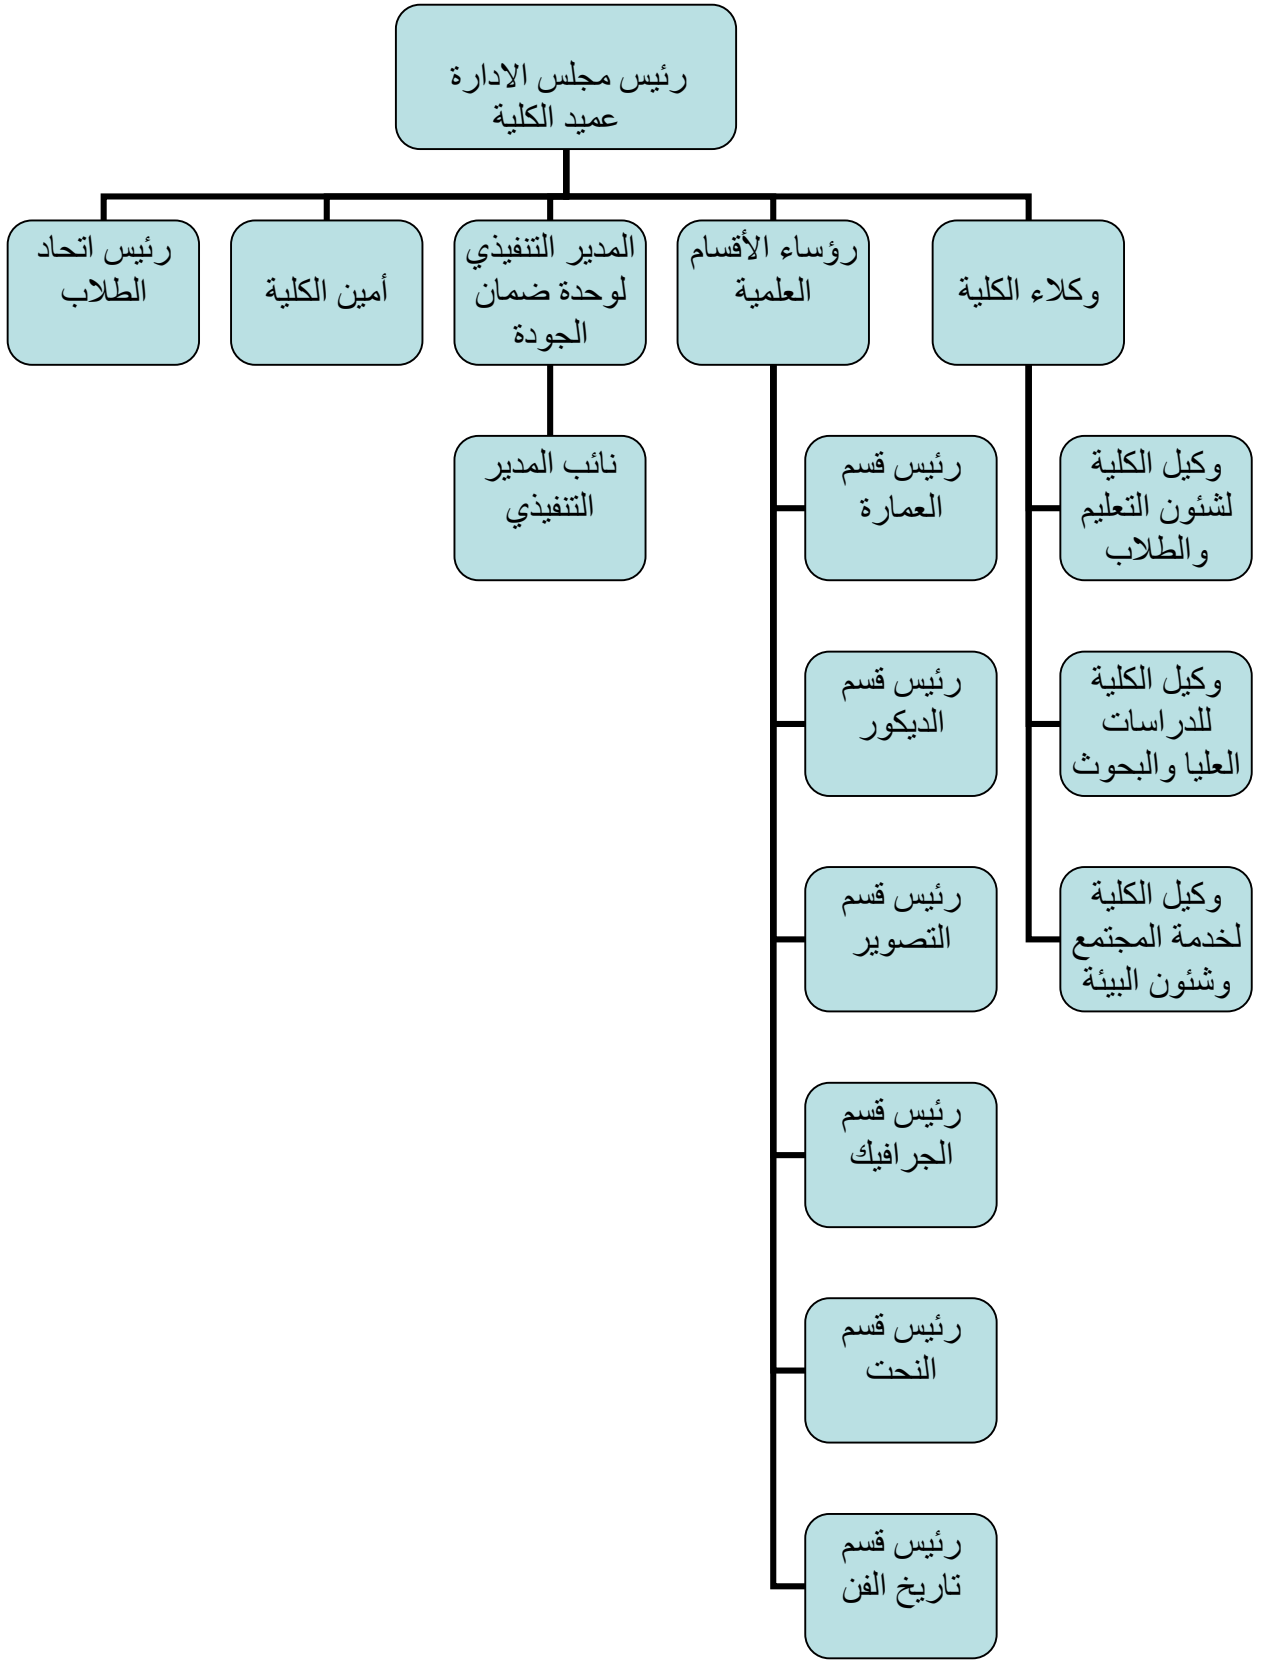 رئيس مجلس الادارة
عميد الكلية
وكلاء الكلية
رؤساء الأقسام
العلمية
المدير التنفيذي
لوحدة ضمان
الجودة
أمين الكلية
رئيس اتحاد
الطلاب
وكيل الكلية
لشئون التعليم
والطلاب
رئيس قسم
العمارة
نائب المدير
التنفيذي
وكيل الكلية
للدراسات
العليا والبحوث
رئيس قسم
الديكور
وكيل الكلية
لخدمة المجتمع
وشئون البيئة
رئيس قسم
التصوير
رئيس قسم
الجرافيك
رئيس قسم
النحت
رئيس قسم
تاريخ الفن